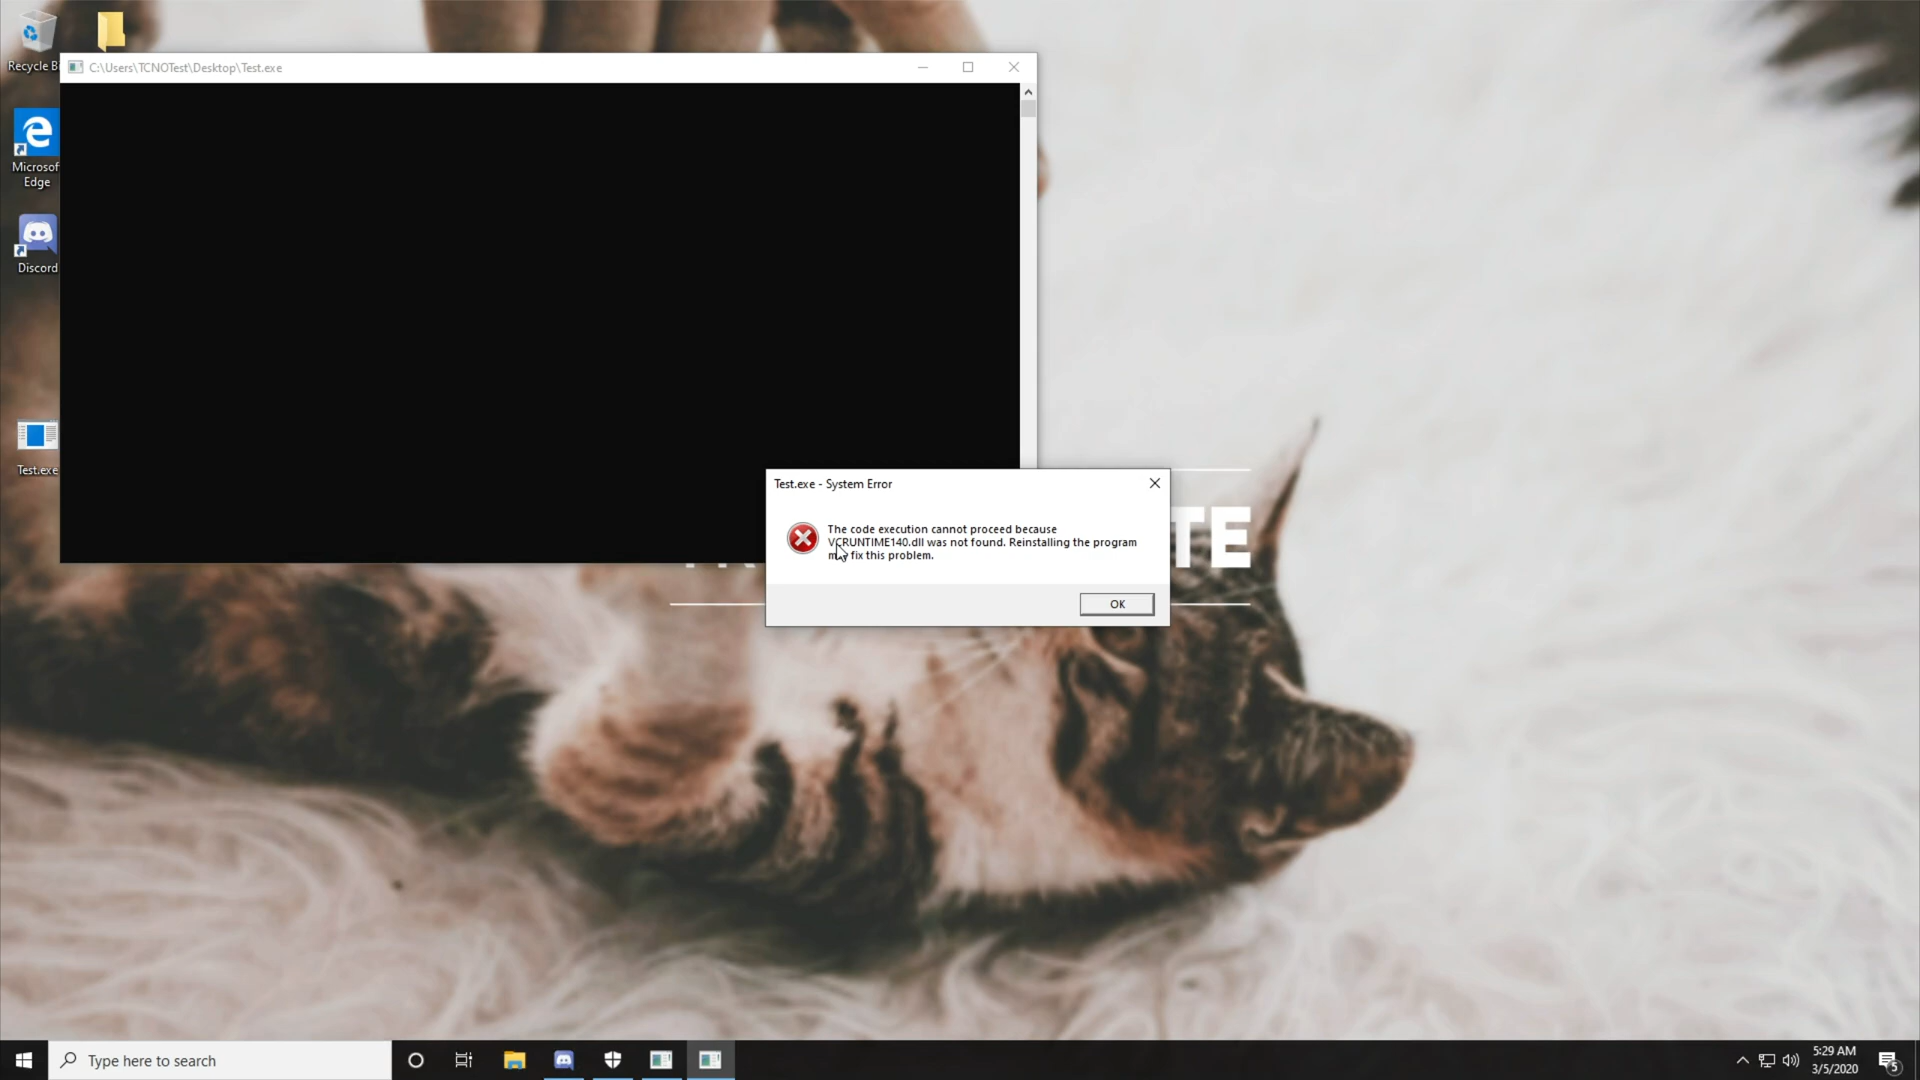 Recycle B
C:\Users\TCNOTest\Desktop\Test.exe
Microsof
Edge
Discord
Test.exe
Test.exe - System Error
The code execution cannot proceed because
VCRUNTIME140.dll was not found. Reinstalling the program
fix this problem.
OK
TE
Type here to search
5:29 AM
3/5/2020
5